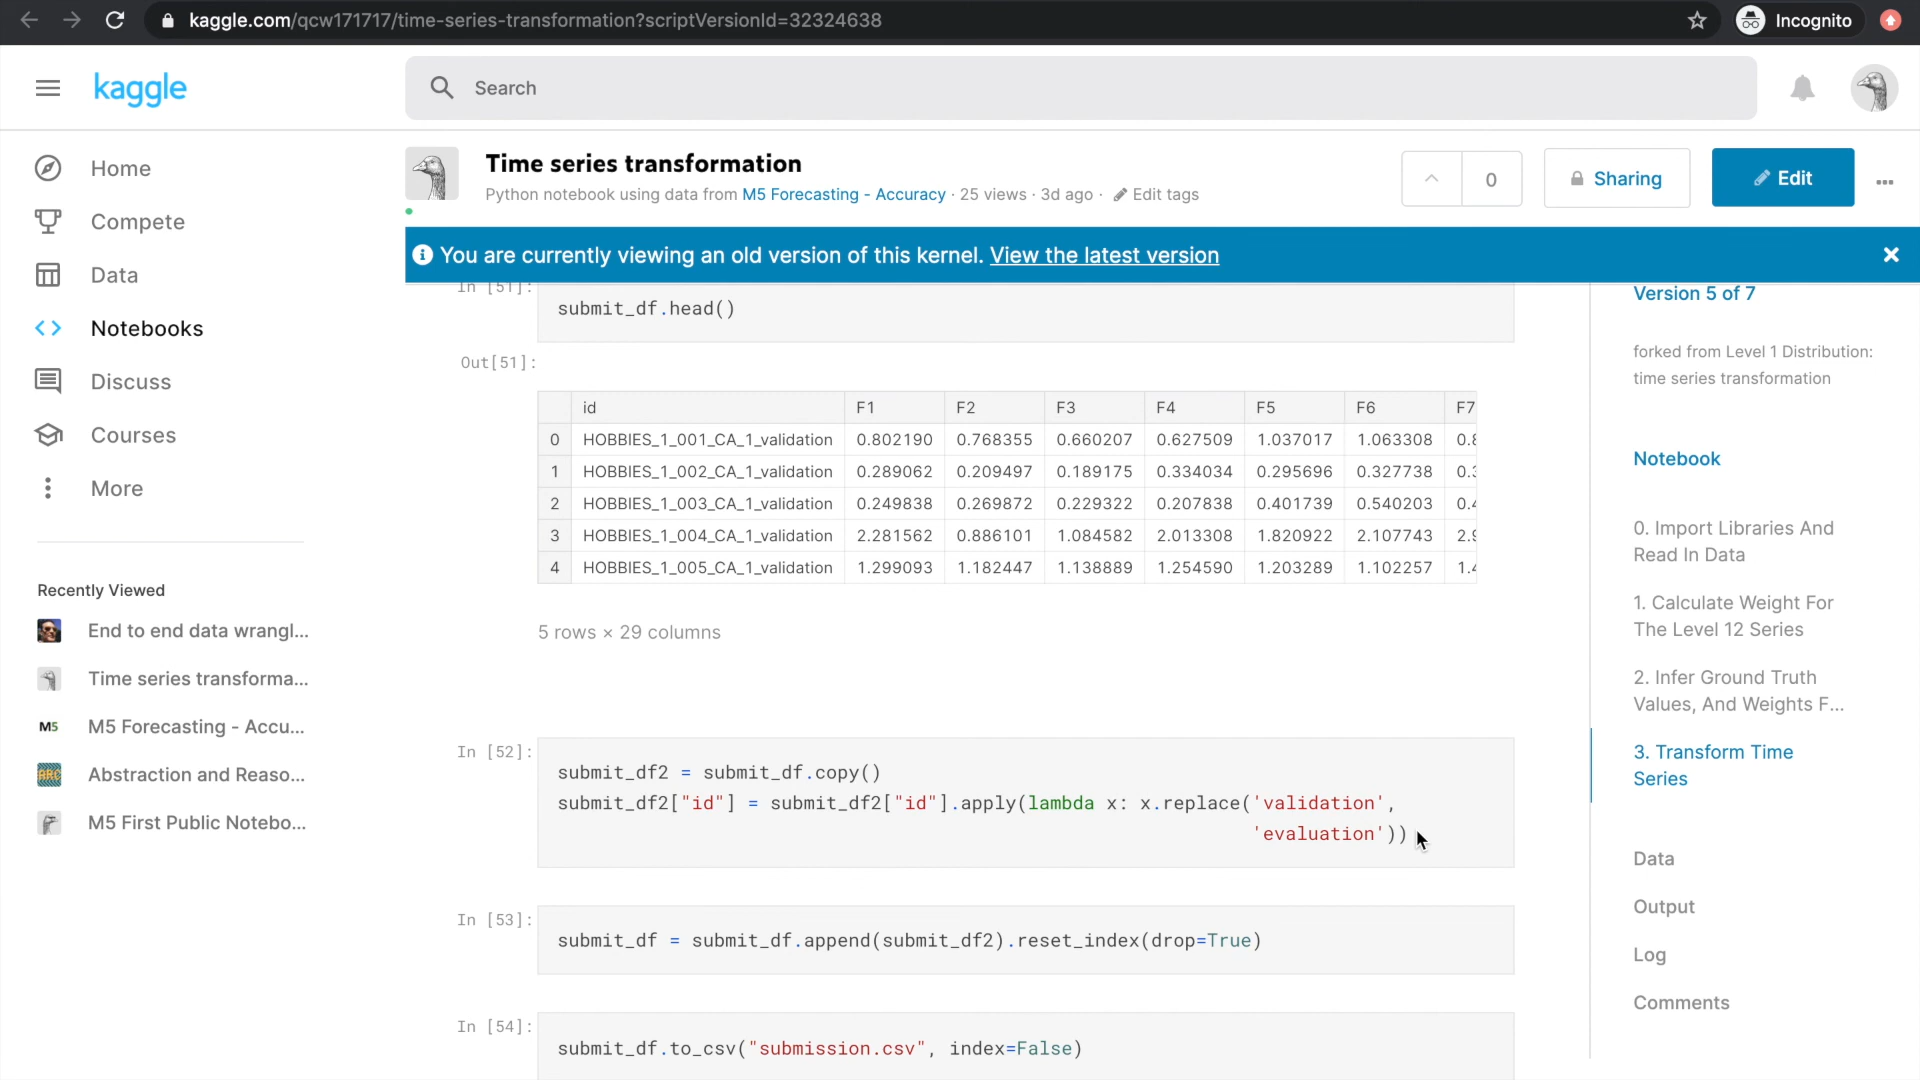 kaggle.com/qcw171717/time-series-transformation?scriptVersionId=32324638
Incognito
kaggle
Search
Home
Compete
Data
Notebooks
Discuss
Courses
More
Recently Viewed
End to end data wrangl...
Time series transforma...
M5 Forecasting - Accu...
Abstraction and Reaso...
M5 First Public Notebo...
Time series transformation
Python notebook using data from M5 Forecasting - Accuracy · 25 views · 3d ago · Edit tags
0
Sharing
Edit
You are currently viewing an old version of this kernel. View the latest version
In [51]:
submit_df.head()
Out[51]:
id F1 F2 F3 F4 F5 F6 F7
0 HOBBIES_1_001_CA_1_validation 0.802190 0.768355 0.660207 0.627509 1.037017 1.063308
1 HOBBIES_1_002_CA_1_validation 0.289062 0.209497 0.189175 0.334034 0.295696 0.327738
2 HOBBIES_1_003_CA_1_validation 0.249838 0.269872 0.229322 0.207838 0.401739 0.540203
3 HOBBIES_1_004_CA_1_validation 2.281562 0.886101 1.084582 2.013308 1.820922 2.107743
4 HOBBIES_1_005_CA_1_validation 1.299093 1.182447 1.138889 1.254590 1.203289 1.102257
5 rows × 29 columns
In [52]:
submit_df2 = submit_df.copy()
submit_df2["id"] = submit_df2["id"].apply(lambda x: x.replace('validation',
'evaluation'))
In [53]:
submit_df = submit_df.append(submit_df2).reset_index(drop=True)
In [54]:
submit_df.to_csv("submission.csv", index=False)
Version 5 of 7
forked from Level 1 Distribution:
time series transformation
Notebook
0. Import Libraries And
Read In Data
1. Calculate Weight For
The Level 12 Series
2. Infer Ground Truth
Values, And Weights F...
3. Transform Time
Series
Data
Output
Log
Comments